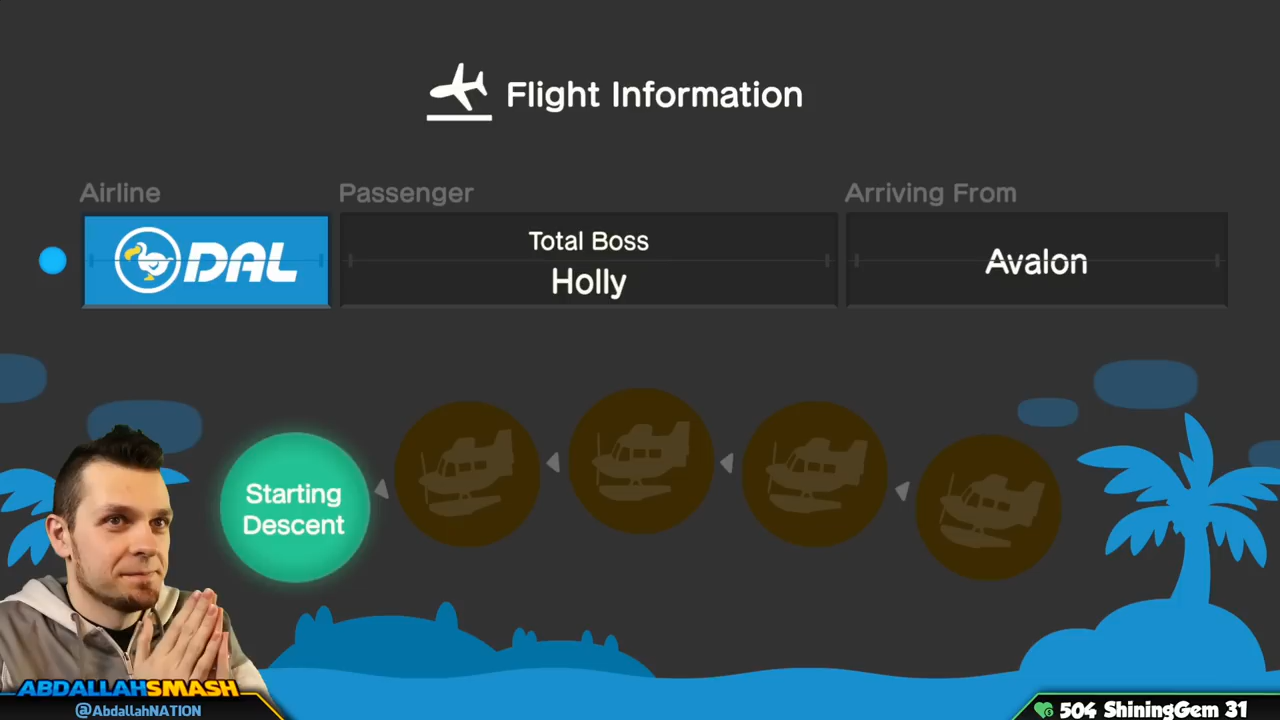 Flight Information
Airline
Passenger
Arriving From
DAL
Total Boss
Holly
Avalon
Starting
Descent
ABDALLAHSMASH
@AbdallahNATION
504 ShiningGem 31